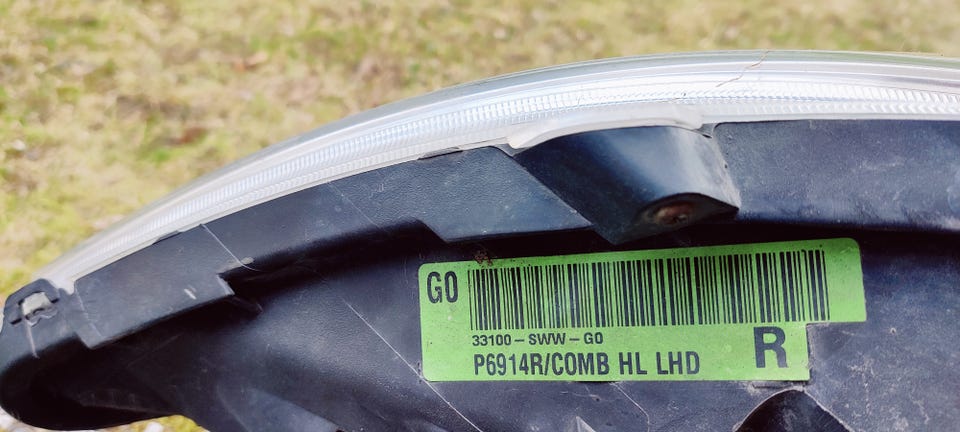 G0
33100-SWW-G0
P6914R/COMB HL LHD
R